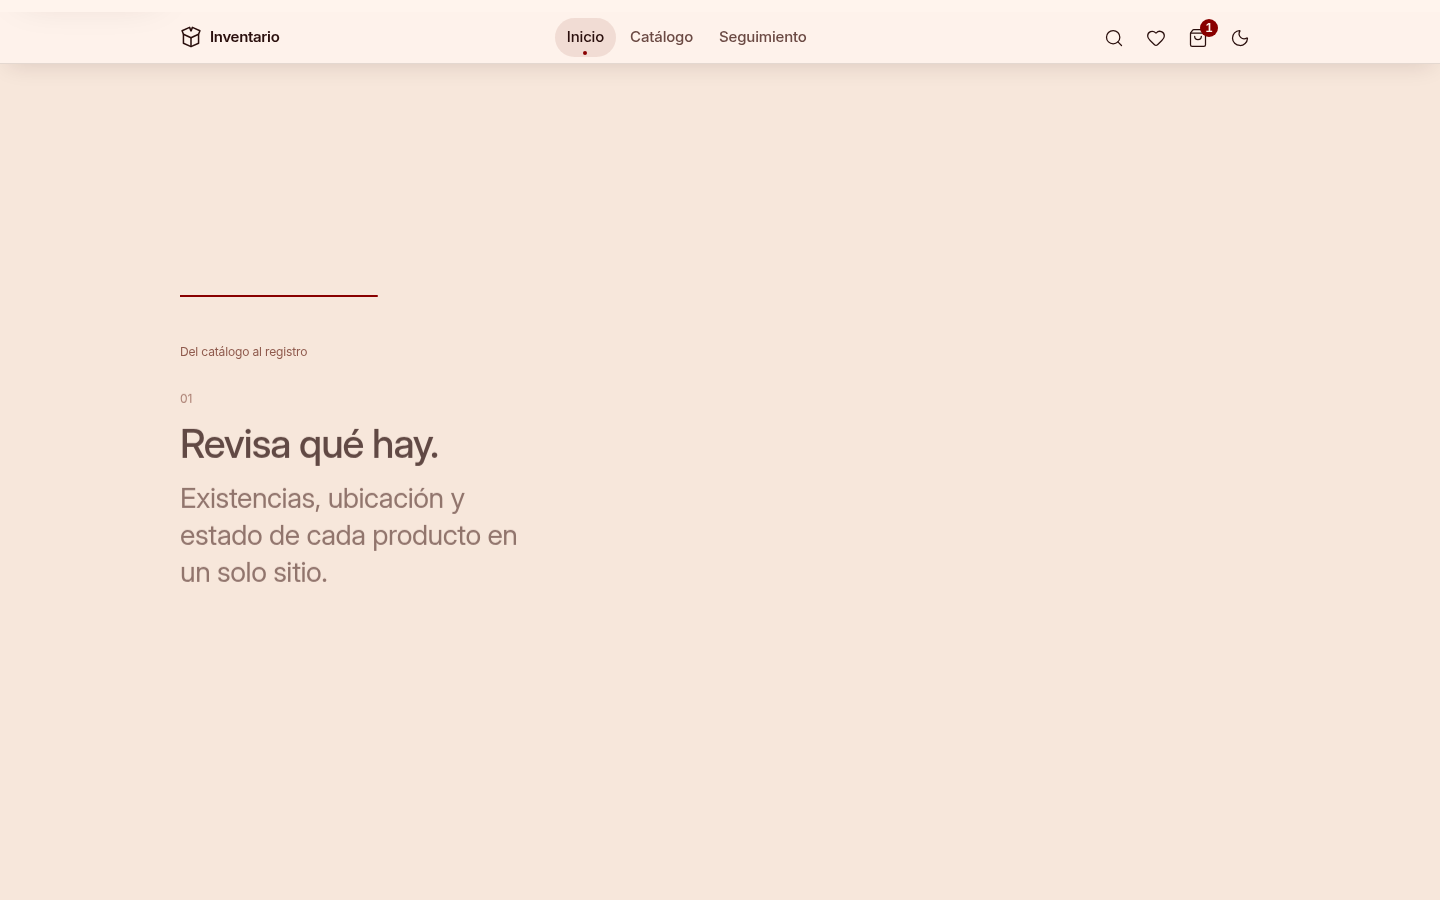 Inventario
Inicio
Catálogo
Seguimiento
1
Del catálogo al registro
01
Revisa qué hay.
Existencias, ubicación y
estado de cada producto en
un solo sitio.